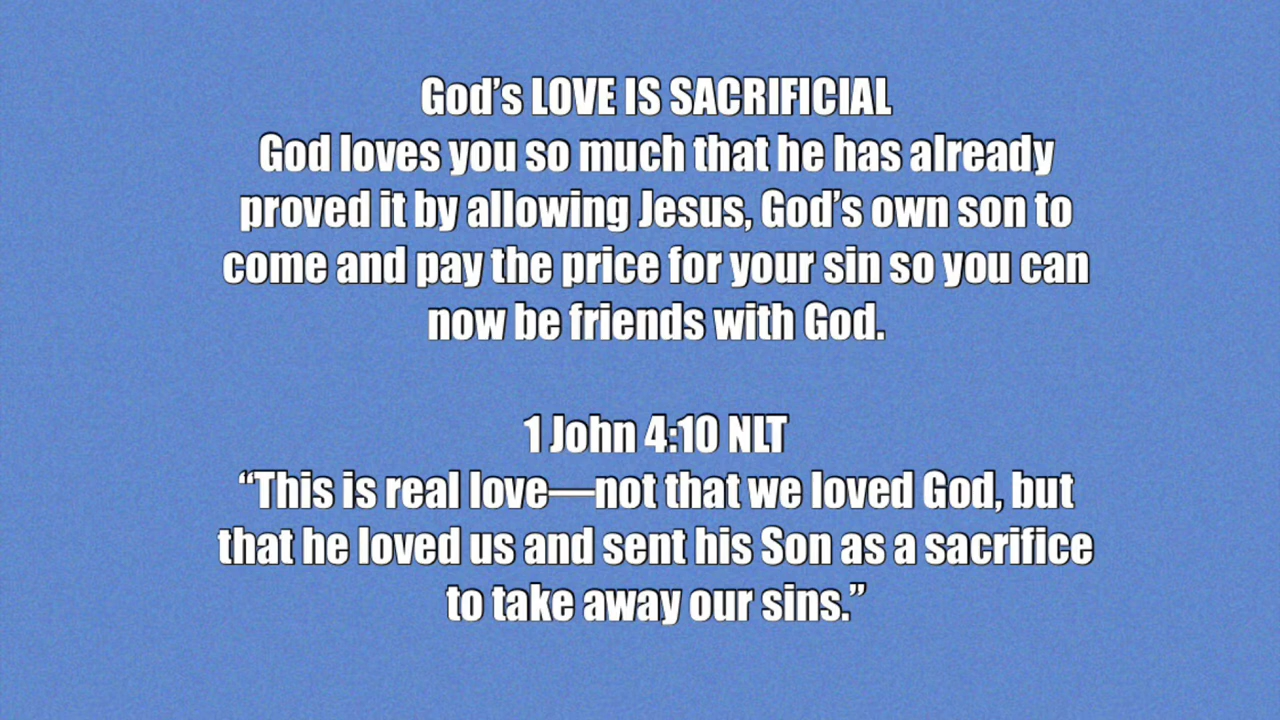 God’s LOVE IS SACRIFICIAL
God loves you so much that he has already
proved it by allowing Jesus, God’s own son to
come and pay the price for your sin so you can
now be friends with God.
1 John 4:10 NLT
“This is real love—not that we loved God, but
that he loved us and sent his Son as a sacrifice
to take away our sins.”